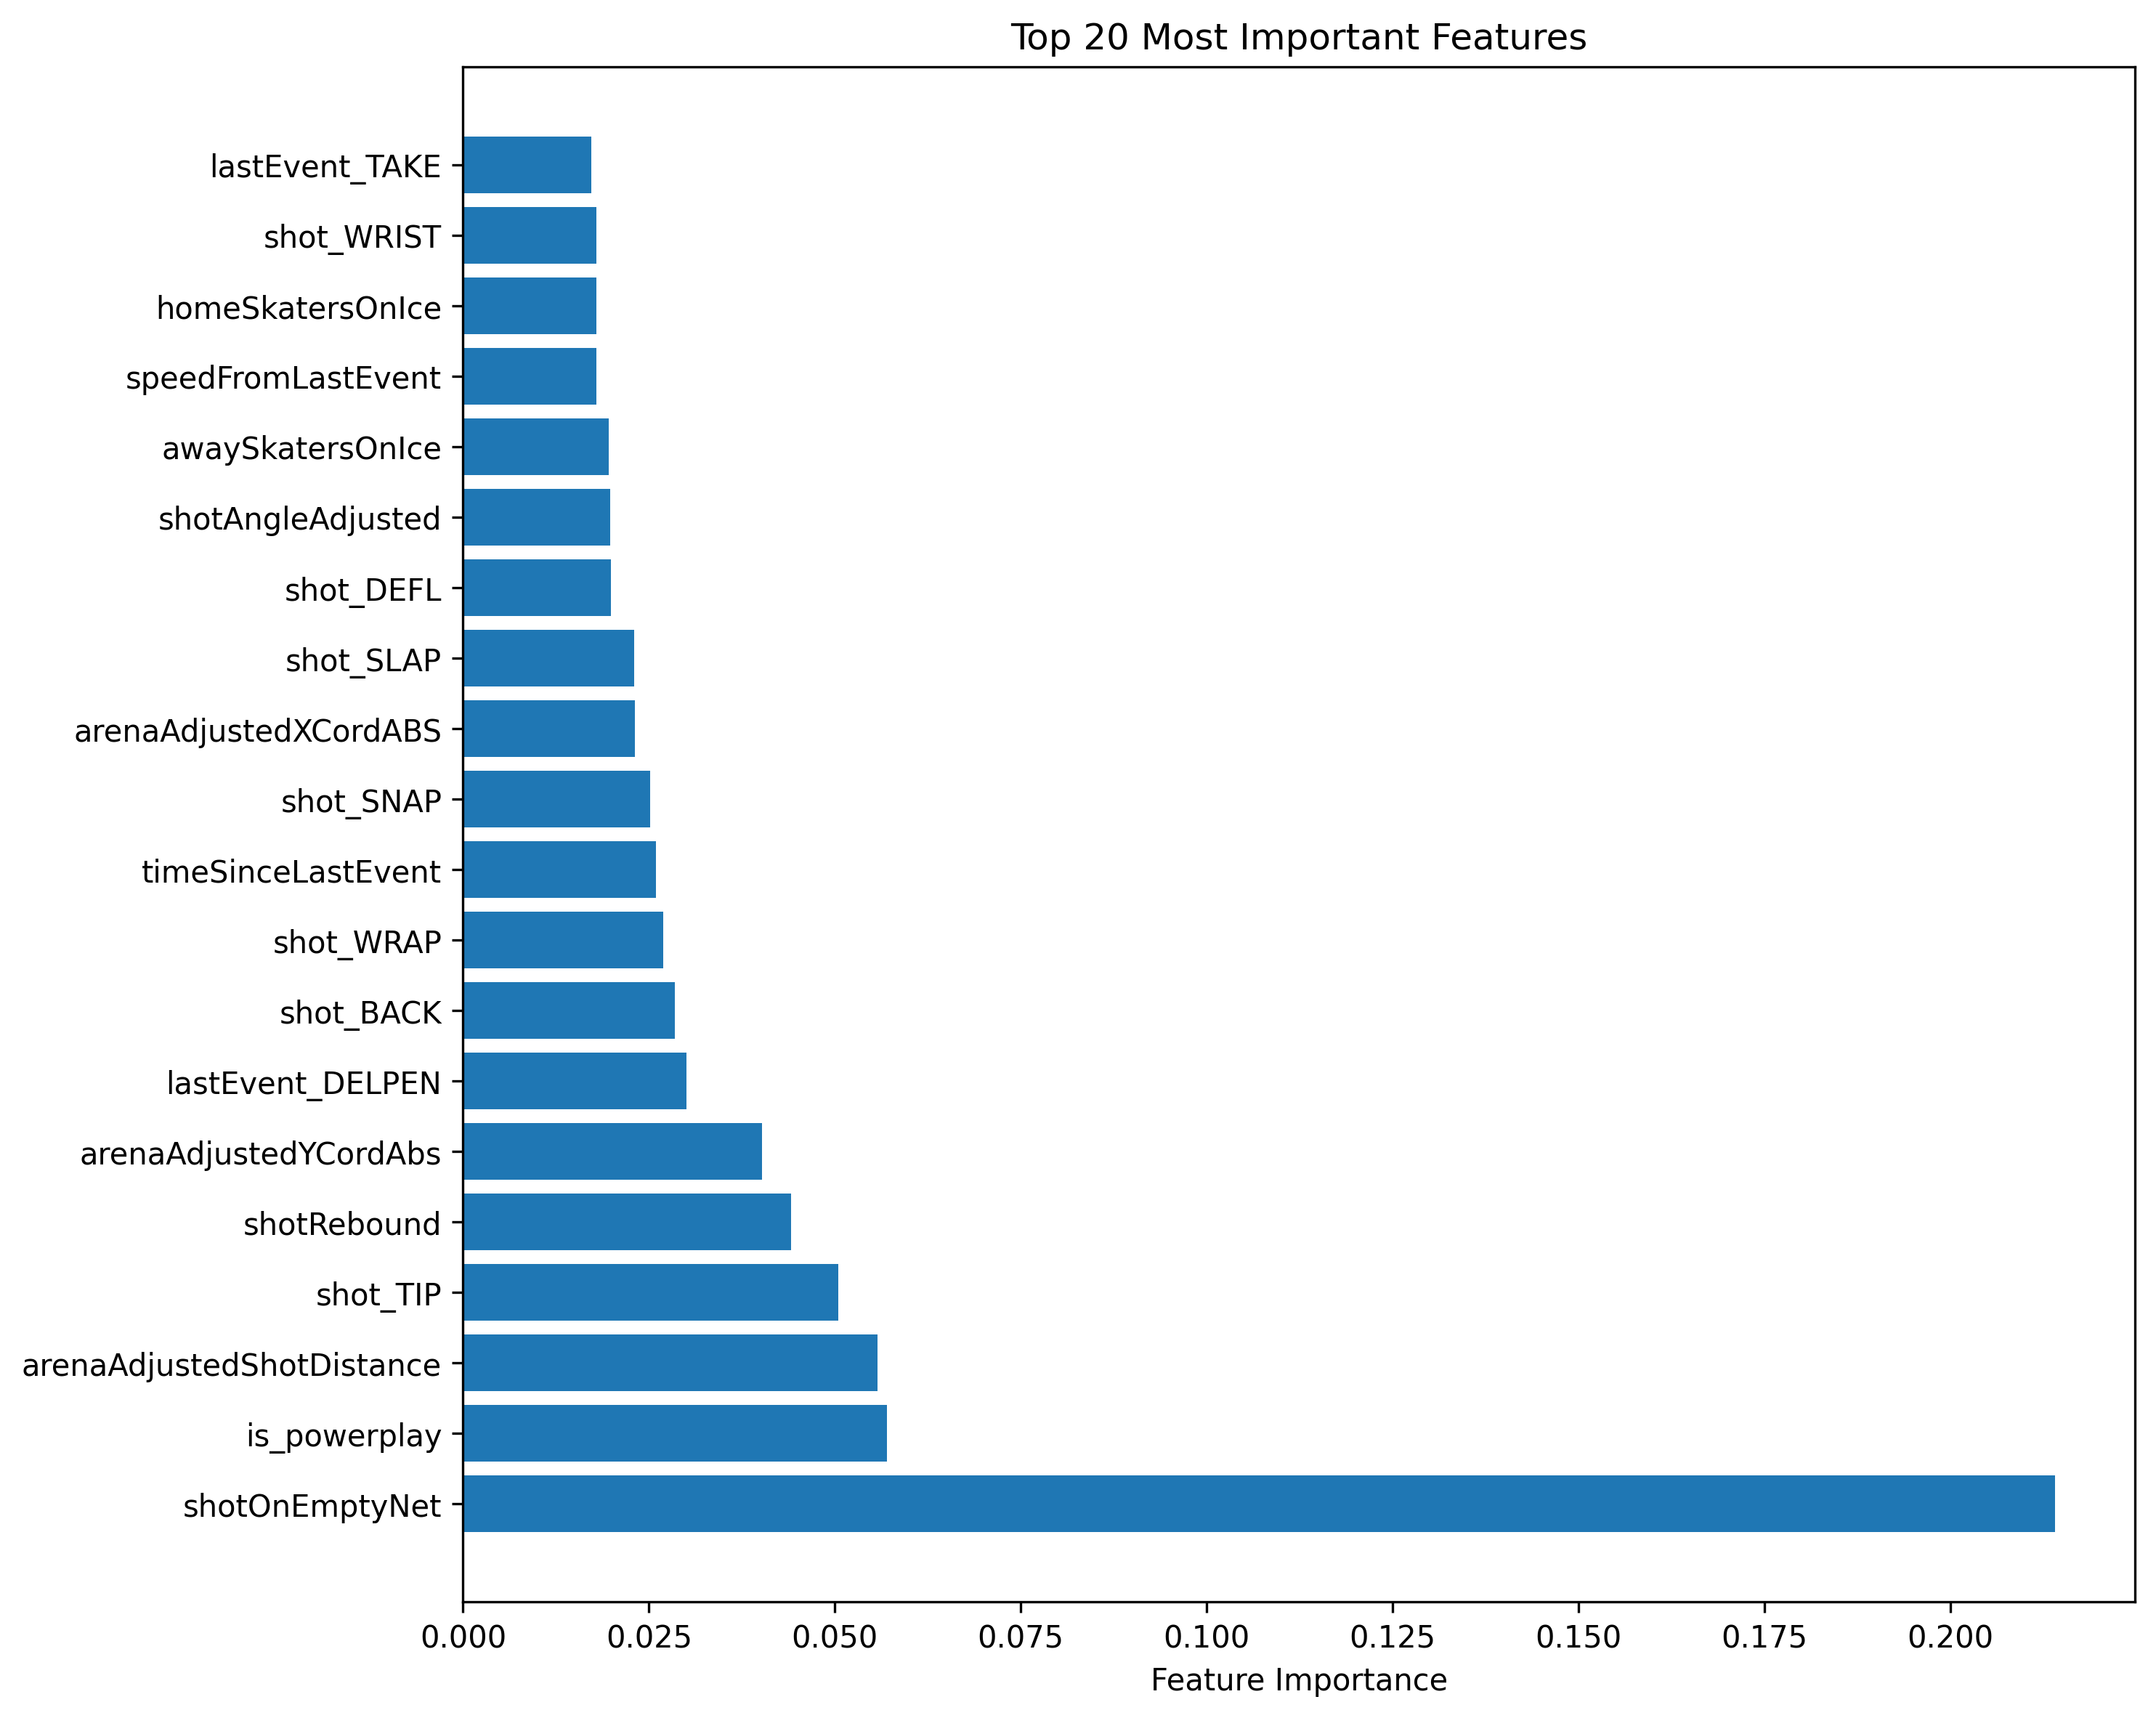 Top 20 Most Important Features
lastEvent_TAKE
shot_WRIST
homeSkatersOnIce
speedFromLastEvent
awaySkatersOnIce
shotAngleAdjusted
shot_DEFL
shot_SLAP
arenaAdjustedXCordABS
shot_SNAP
timeSinceLastEvent
shot_WRAP
shot_BACK
lastEvent_DELPEN
arenaAdjustedYCordAbs
shotRebound
shot_TIP
arenaAdjustedShotDistance
is_powerplay
shotOnEmptyNet
0.000 0.025 0.050 0.075 0.100 0.125 0.150 0.175 0.200
Feature Importance